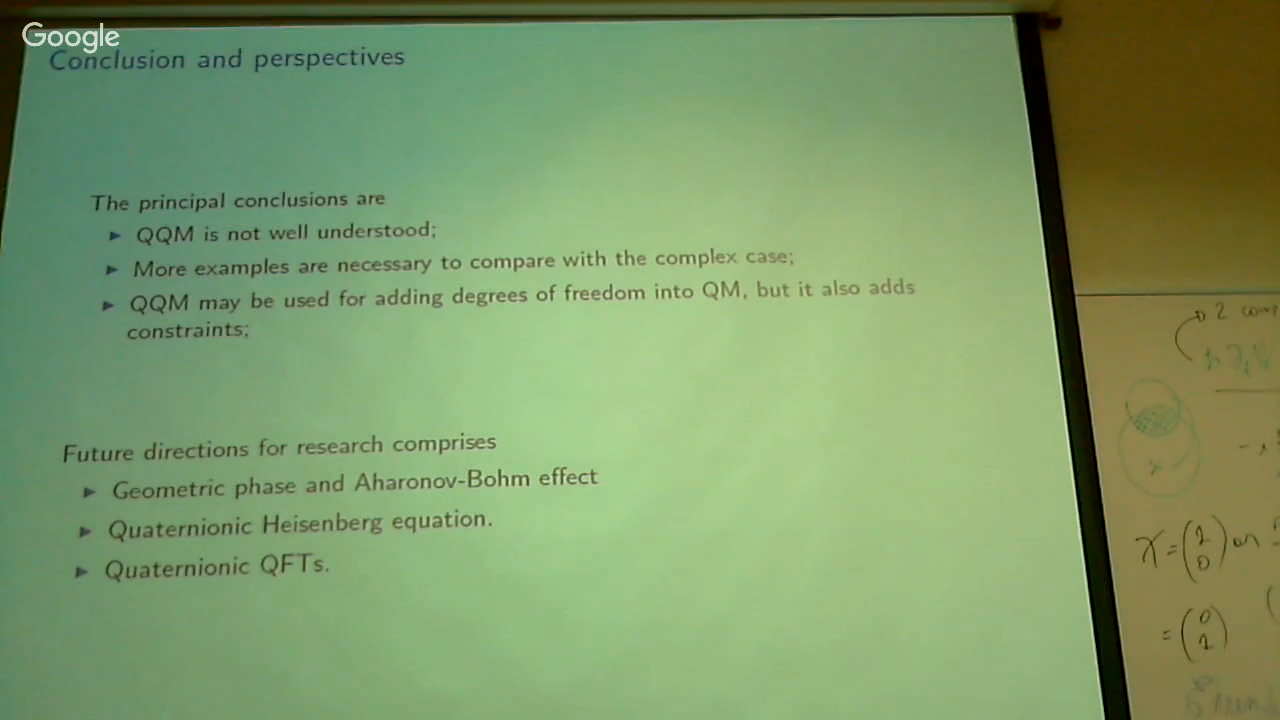 Google
Conclusion and perspectives
The principal conclusions are
► QQM is not well understood;
► More examples are necessary to compare with the complex case;
► QQM may be used for adding degrees of freedom into QM, but it also adds
constraints;
Future directions for research comprises
► Geometric phase and Aharonov-Bohm effect
► Quaternionic Heisenberg equation.
► Quaternionic QFTs.
2
or